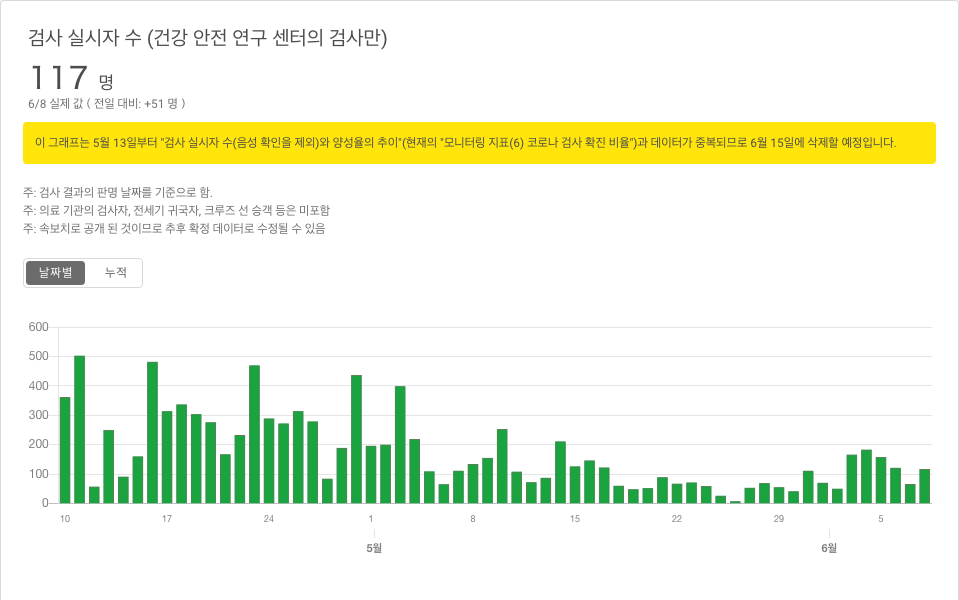 검사 실시자 수 (건강 안전 연구 센터의 검사만)
117 명
6/8 실제 값 ( 전일 대비: +51 명 )
이 그래프는 5월 13일부터 "검사 실시자 수(음성 확인을 제외)와 양성율의 추이"(현재의 "모니터링 지표(6) 코로나 검사 확진 비율")과 데이터가 중복되므로 6월 15일에 삭제할 예정입니다.
주: 검사 결과의 판명 날짜를 기준으로 함.
주: 의료 기관의 검사자, 전세기 귀국자, 크루즈 선 승객 등은 미포함
주: 속보치로 공개 된 것이므로 추후 확정 데이터로 수정될 수 있음
날짜별 누적
600
500
400
300
200
100
0
10 17 24 1 8 15 22 29 5
5월 6월